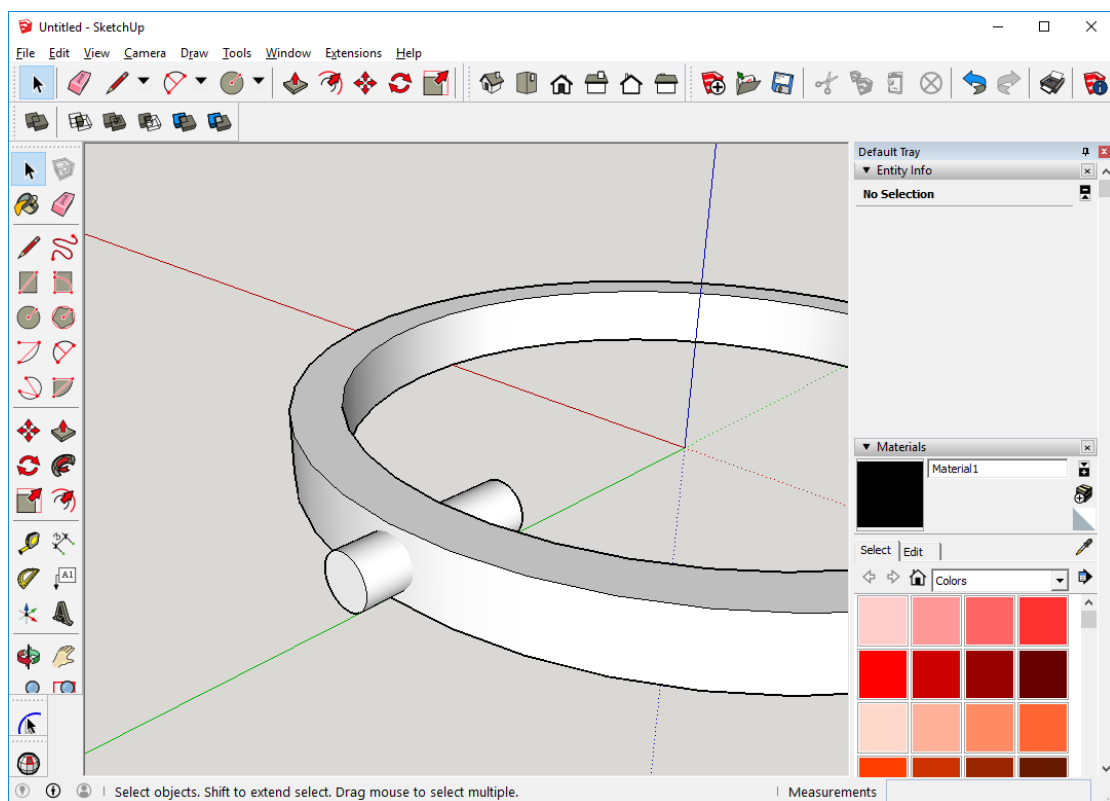 Untitled - SketchUp
File Edit View Camera Draw Tools Window Extensions Help
Default Tray
Entity Info
No Selection
A1
Materials
Material1
Select Edit
Colors
Select objects. Shift to extend select. Drag mouse to select multiple.
Measurements